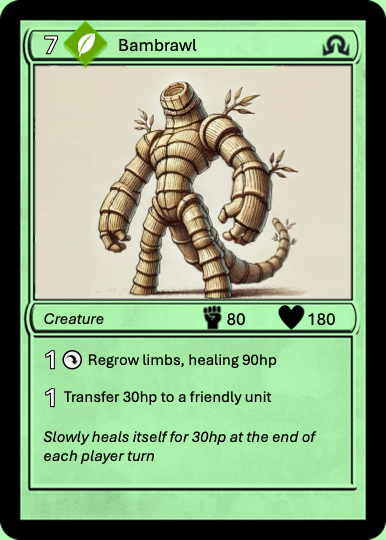 7 Bambrawl
Creature 80 180
1 Regrow limbs, healing 90hp
1 Transfer 30hp to a friendly unit
Slowly heals itself for 30hp at the end of
each player turn